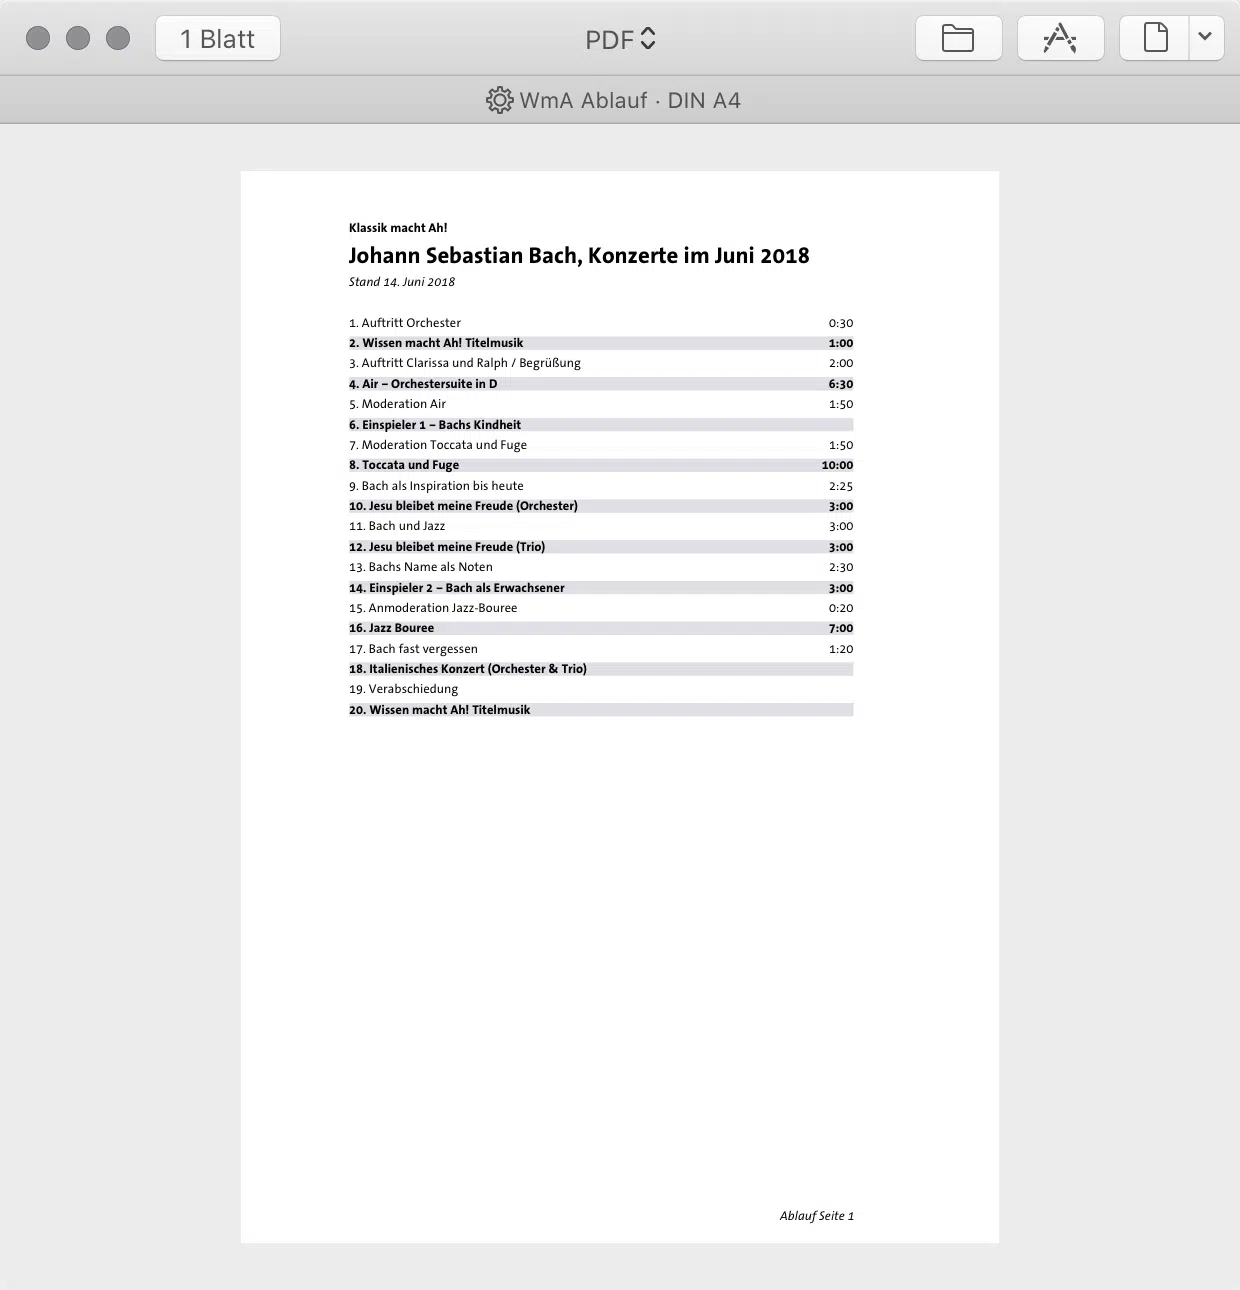 1 Blatt
PDF
WmA Ablauf · DIN A4
Klassik macht Ah!
Johann Sebastian Bach, Konzerte im Juni 2018
Stand 14. Juni 2018
1. Auftritt Orchester 0:30
2. Wissen macht Ah! Titelmusik 1:00
3. Auftritt Clarissa und Ralph / Begrüßung 2:00
4. Air – Orchestersuite in D 6:30
5. Moderation Air 1:50
6. Einspieler 1 – Bachs Kindheit
7. Moderation Toccata und Fuge 1:50
8. Toccata und Fuge 10:00
9. Bach als Inspiration bis heute 2:25
10. Jesu bleibet meine Freude (Orchester) 3:00
11. Bach und Jazz 3:00
12. Jesu bleibet meine Freude (Trio) 3:00
13. Bachs Name als Noten 2:30
14. Einspieler 2 – Bach als Erwachsener 3:00
15. Anmoderation Jazz-Bouree 0:20
16. Jazz Bouree 7:00
17. Bach fast vergessen 1:20
18. Italienisches Konzert (Orchester & Trio)
19. Verabschiedung
20. Wissen macht Ah! Titelmusik
Ablauf Seite 1